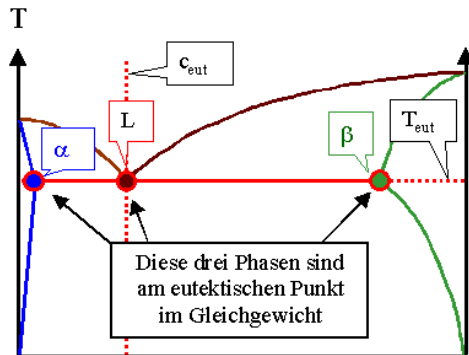 T
c_eut
L
α
β
T_eut
Diese drei Phasen sind
am eutektischen Punkt
im Gleichgewicht